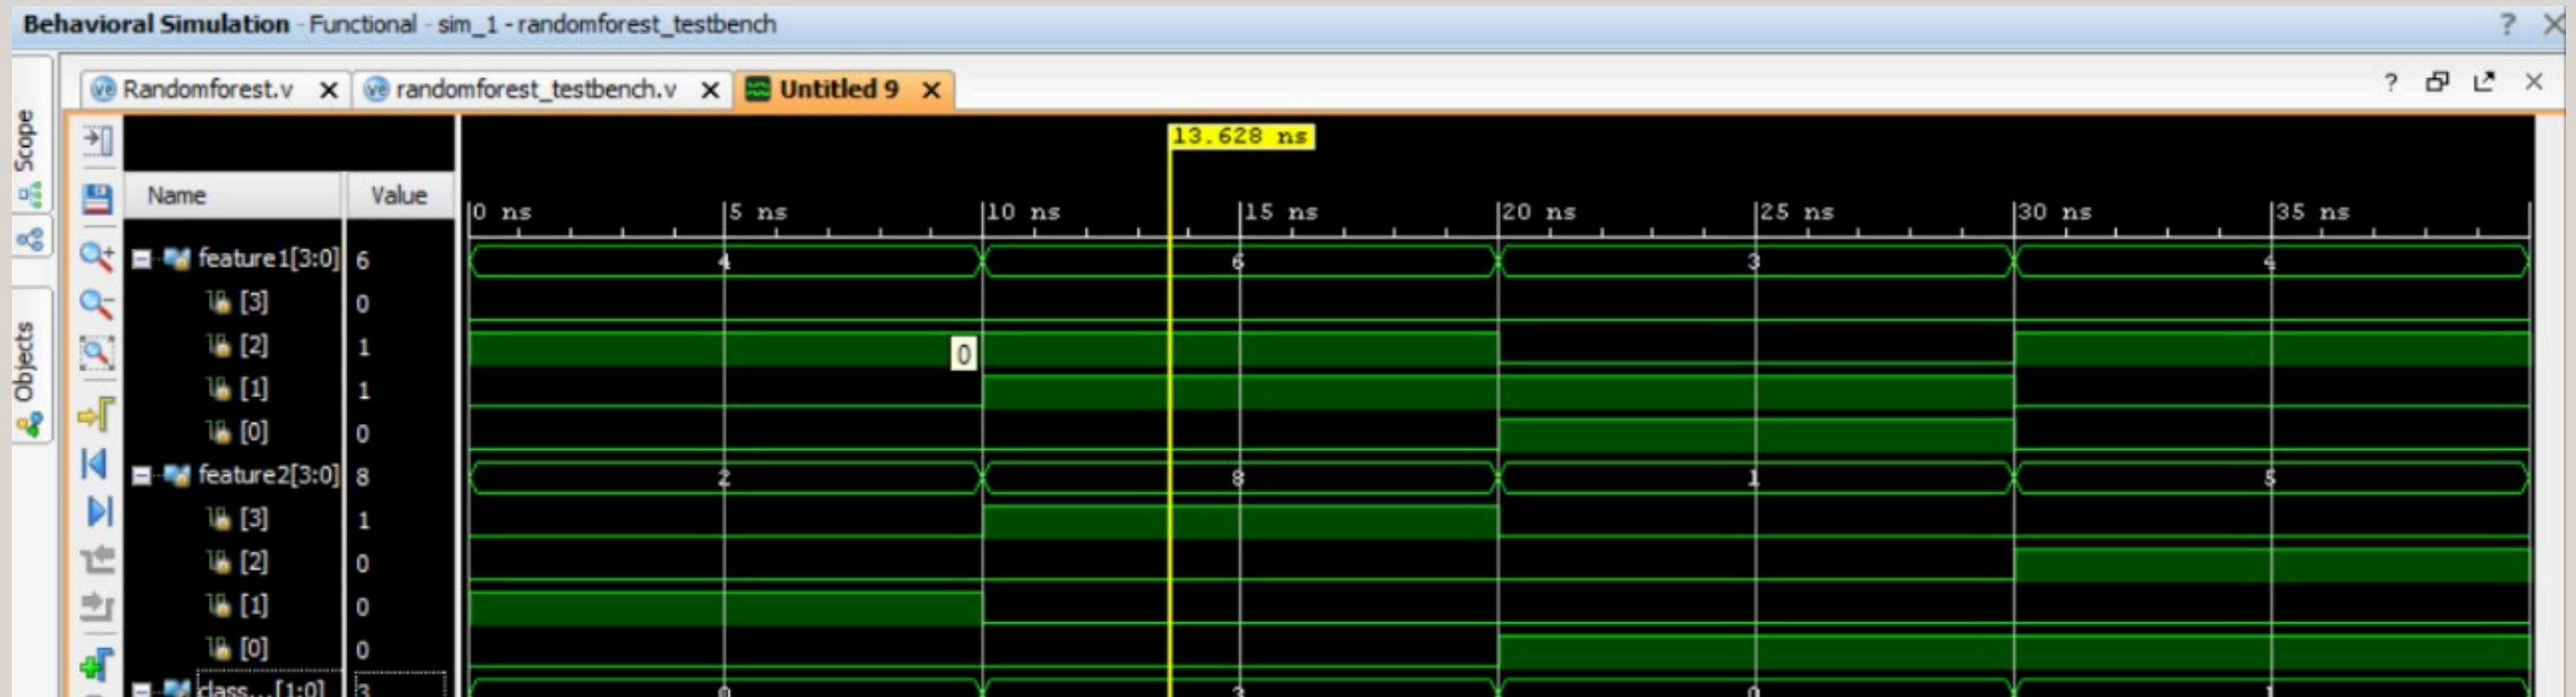 Behavioral Simulation - Functional - sim_1 - randomforest_testbench
Randomforest.v
randomforest_testbench.v
Untitled 9
Scope
Objects
13.628 ns
Name Value 0 ns 5 ns 10 ns 15 ns 20 ns 25 ns 30 ns 35 ns
feature1[3:0] 6 4 6 3 4
[3] 0
[2] 1 0
[1] 1
[0] 0
feature2[3:0] 8 2 8 1 5
[3] 1
[2] 0
[1] 0
[0] 0
class...[1:0] 3 0 3 0 1